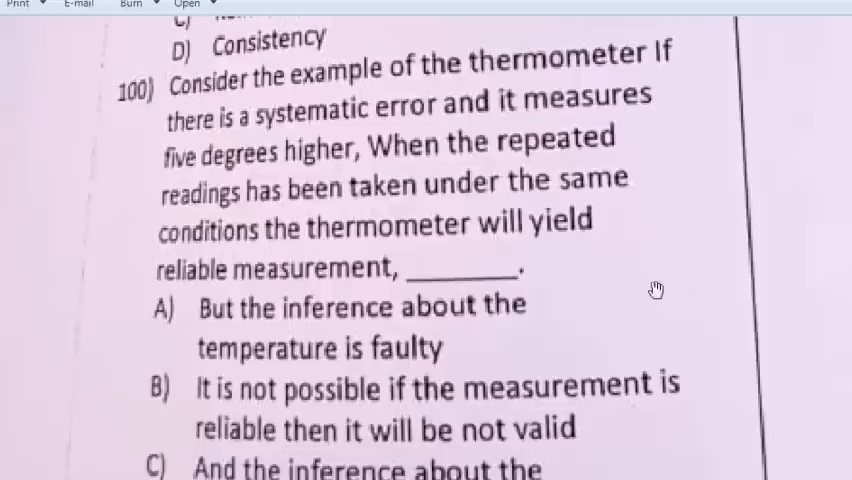 Print E-mail Burn Open
C)
D) Consistency
100) Consider the example of the thermometer If
there is a systematic error and it measures
five degrees higher, When the repeated
readings has been taken under the same
conditions the thermometer will yield
reliable measurement, ________.
A) But the inference about the
temperature is faulty
B) It is not possible if the measurement is
reliable then it will be not valid
C) And the inference about the